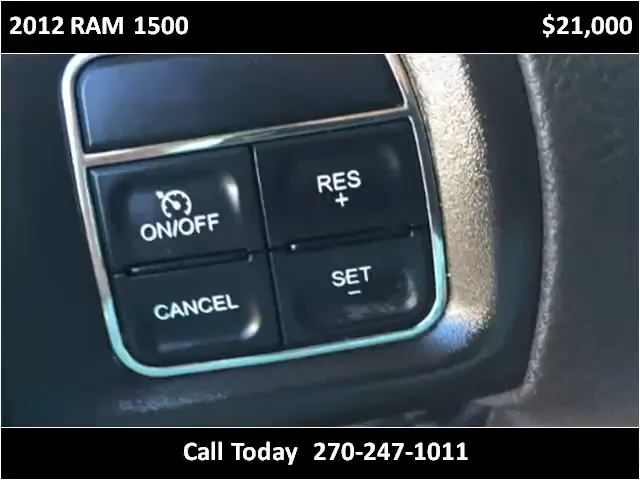 2012 RAM 1500 $21,000
ON/OFF
RES
+
CANCEL
SET
–
Call Today 270-247-1011